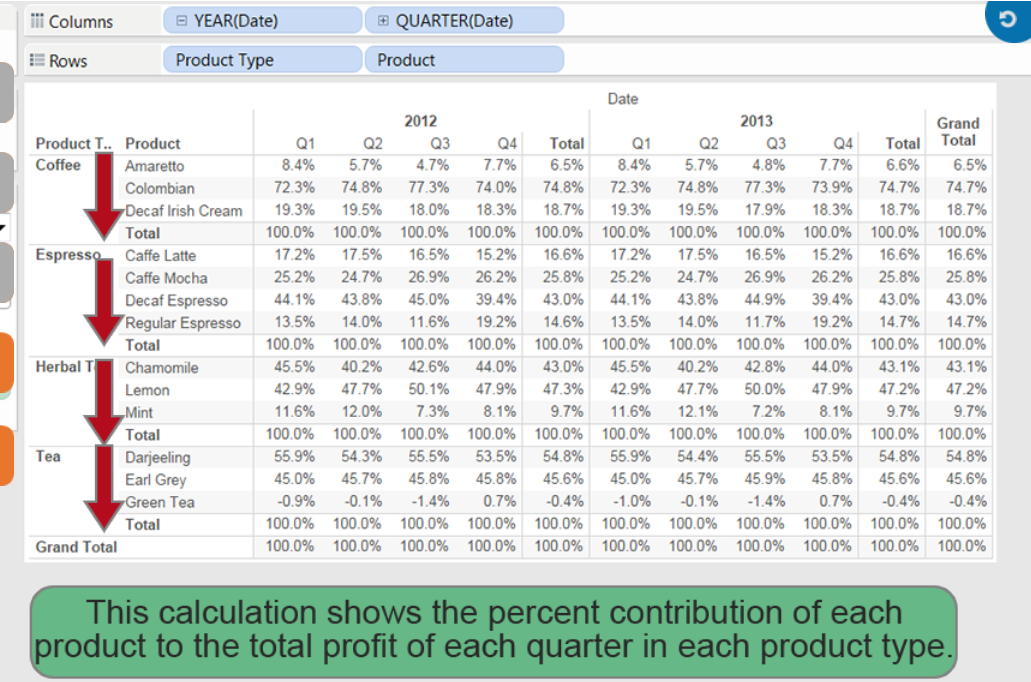 Columns YEAR(Date) QUARTER(Date)
Rows Product Type Product
Date
2012 2013 Grand
Product T.. Product Q1 Q2 Q3 Q4 Total Q1 Q2 Q3 Q4 Total Total
Coffee Amaretto 8.4% 5.7% 4.7% 7.7% 6.5% 8.4% 5.7% 4.8% 7.7% 6.6% 6.5%
Colombian 72.3% 74.8% 77.3% 74.0% 74.8% 72.3% 74.8% 77.3% 73.9% 74.7% 74.7%
Decaf Irish Cream 19.3% 19.5% 18.0% 18.3% 18.7% 19.3% 19.5% 17.9% 18.3% 18.7% 18.7%
Total 100.0% 100.0% 100.0% 100.0% 100.0% 100.0% 100.0% 100.0% 100.0% 100.0% 100.0%
Espresso Caffe Latte 17.2% 17.5% 16.5% 15.2% 16.6% 17.2% 17.5% 16.5% 15.2% 16.6% 16.6%
Caffe Mocha 25.2% 24.7% 26.9% 26.2% 25.8% 25.2% 24.7% 26.9% 26.2% 25.8% 25.8%
Decaf Espresso 44.1% 43.8% 45.0% 39.4% 43.0% 44.1% 43.8% 44.9% 39.4% 43.0% 43.0%
Regular Espresso 13.5% 14.0% 11.6% 19.2% 14.6% 13.5% 14.0% 11.7% 19.2% 14.7% 14.7%
Total 100.0% 100.0% 100.0% 100.0% 100.0% 100.0% 100.0% 100.0% 100.0% 100.0% 100.0%
Herbal T Chamomile 45.5% 40.2% 42.6% 44.0% 43.0% 45.5% 40.2% 42.8% 44.0% 43.1% 43.1%
Lemon 42.9% 47.7% 50.1% 47.9% 47.3% 42.9% 47.7% 50.0% 47.9% 47.2% 47.2%
Mint 11.6% 12.0% 7.3% 8.1% 9.7% 11.6% 12.1% 7.2% 8.1% 9.7% 9.7%
Total 100.0% 100.0% 100.0% 100.0% 100.0% 100.0% 100.0% 100.0% 100.0% 100.0% 100.0%
Tea Darjeeling 55.9% 54.3% 55.5% 53.5% 54.8% 55.9% 54.4% 55.5% 53.5% 54.8% 54.8%
Earl Grey 45.0% 45.7% 45.8% 45.8% 45.6% 45.0% 45.7% 45.9% 45.8% 45.6% 45.6%
Green Tea -0.9% -0.1% -1.4% 0.7% -0.4% -1.0% -0.1% -1.4% 0.7% -0.4% -0.4%
Total 100.0% 100.0% 100.0% 100.0% 100.0% 100.0% 100.0% 100.0% 100.0% 100.0% 100.0%
Grand Total 100.0% 100.0% 100.0% 100.0% 100.0% 100.0% 100.0% 100.0% 100.0% 100.0% 100.0%
This calculation shows the percent contribution of each
product to the total profit of each quarter in each product type.